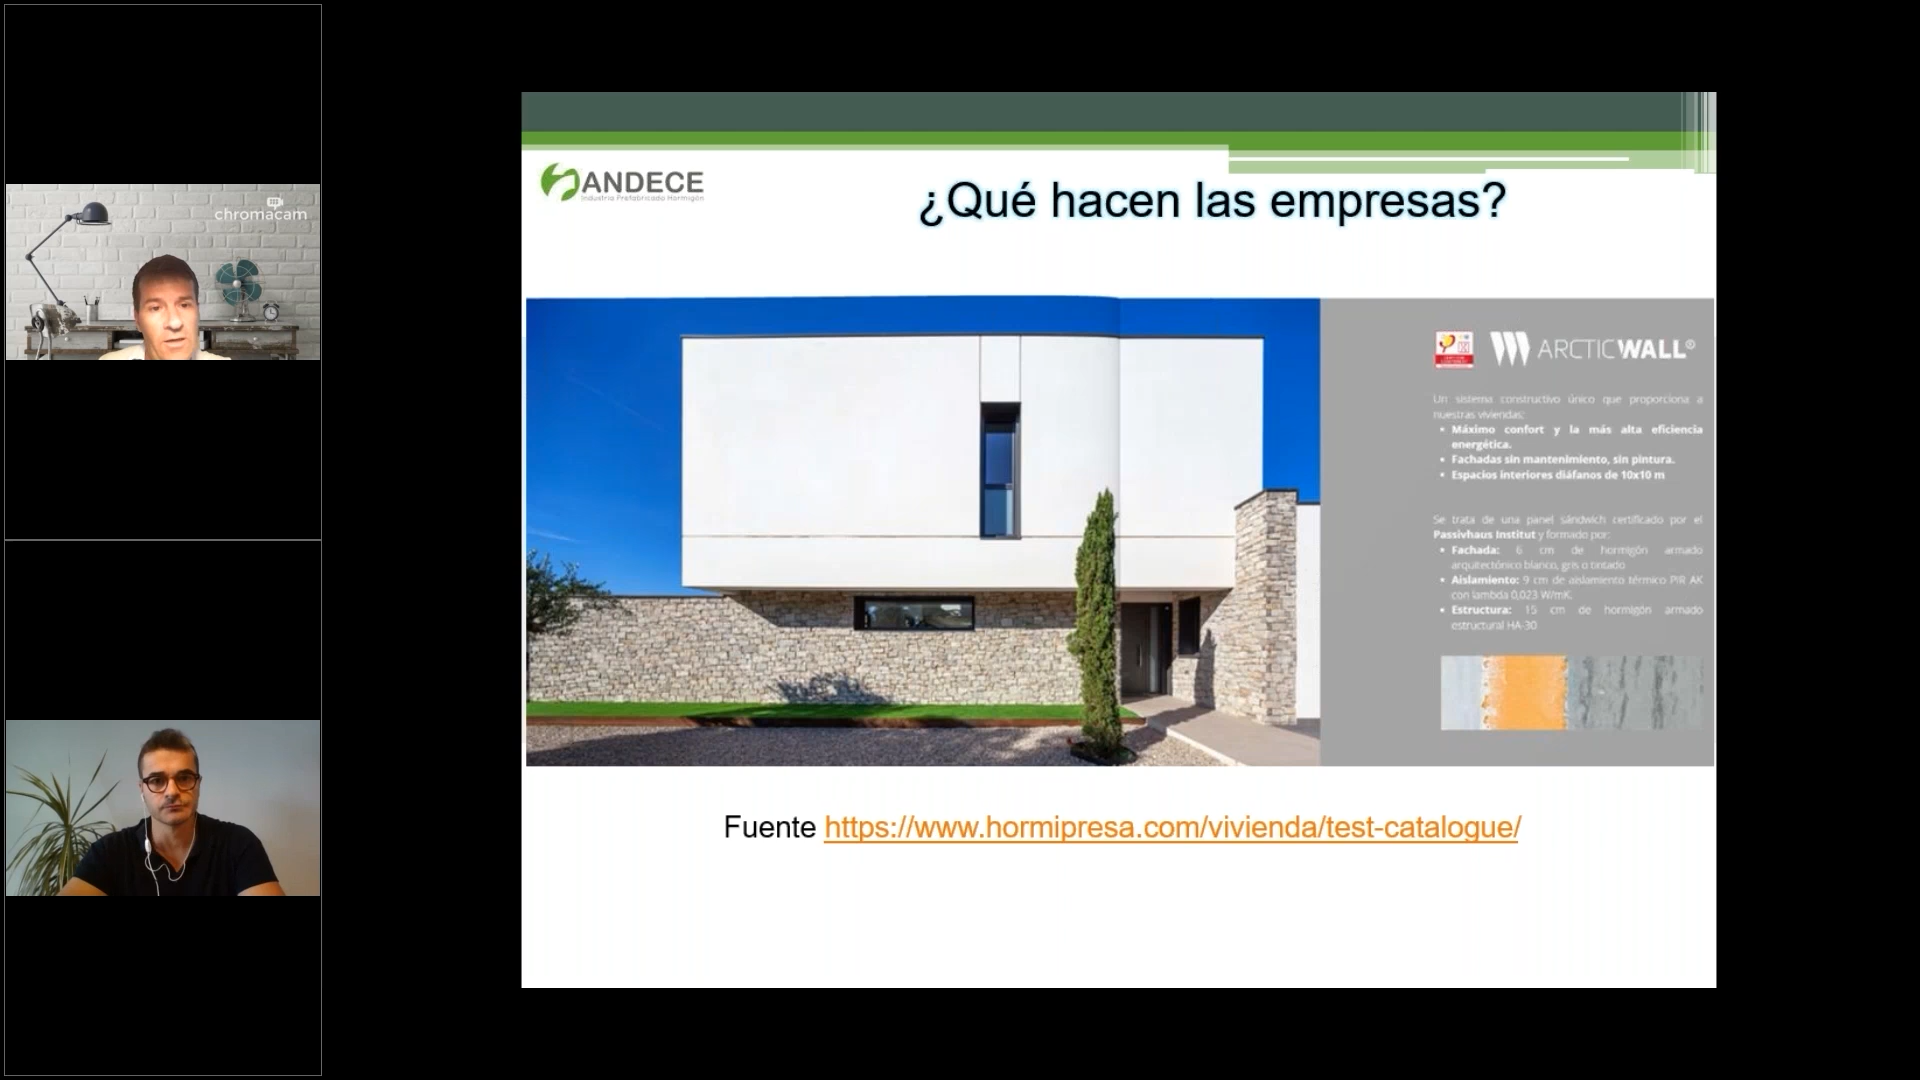 chromacam
ANDECE
Industria Prefabricado Hormigón
¿Qué hacen las empresas?
ARCTICWALL®
Un sistema constructivo único que proporciona a
nuestras viviendas:
• Máximo confort y la más alta eficiencia
energética.
• Fachadas sin mantenimiento, sin pintura.
• Espacios interiores diáfanos de 10x10 m
Se trata de una panel sándwich certificado por el
Passivhaus Institut y formado por:
• Fachada: 6 cm de hormigón armado
arquitectónico blanco, gris o tintado
• Aislamiento: 9 cm de aislamiento térmico PIR AK
con lambda 0,023 W/mK.
• Estructura: 15 cm de hormigón armado
estructural HA-30
Fuente https://www.hormipresa.com/vivienda/test-catalogue/